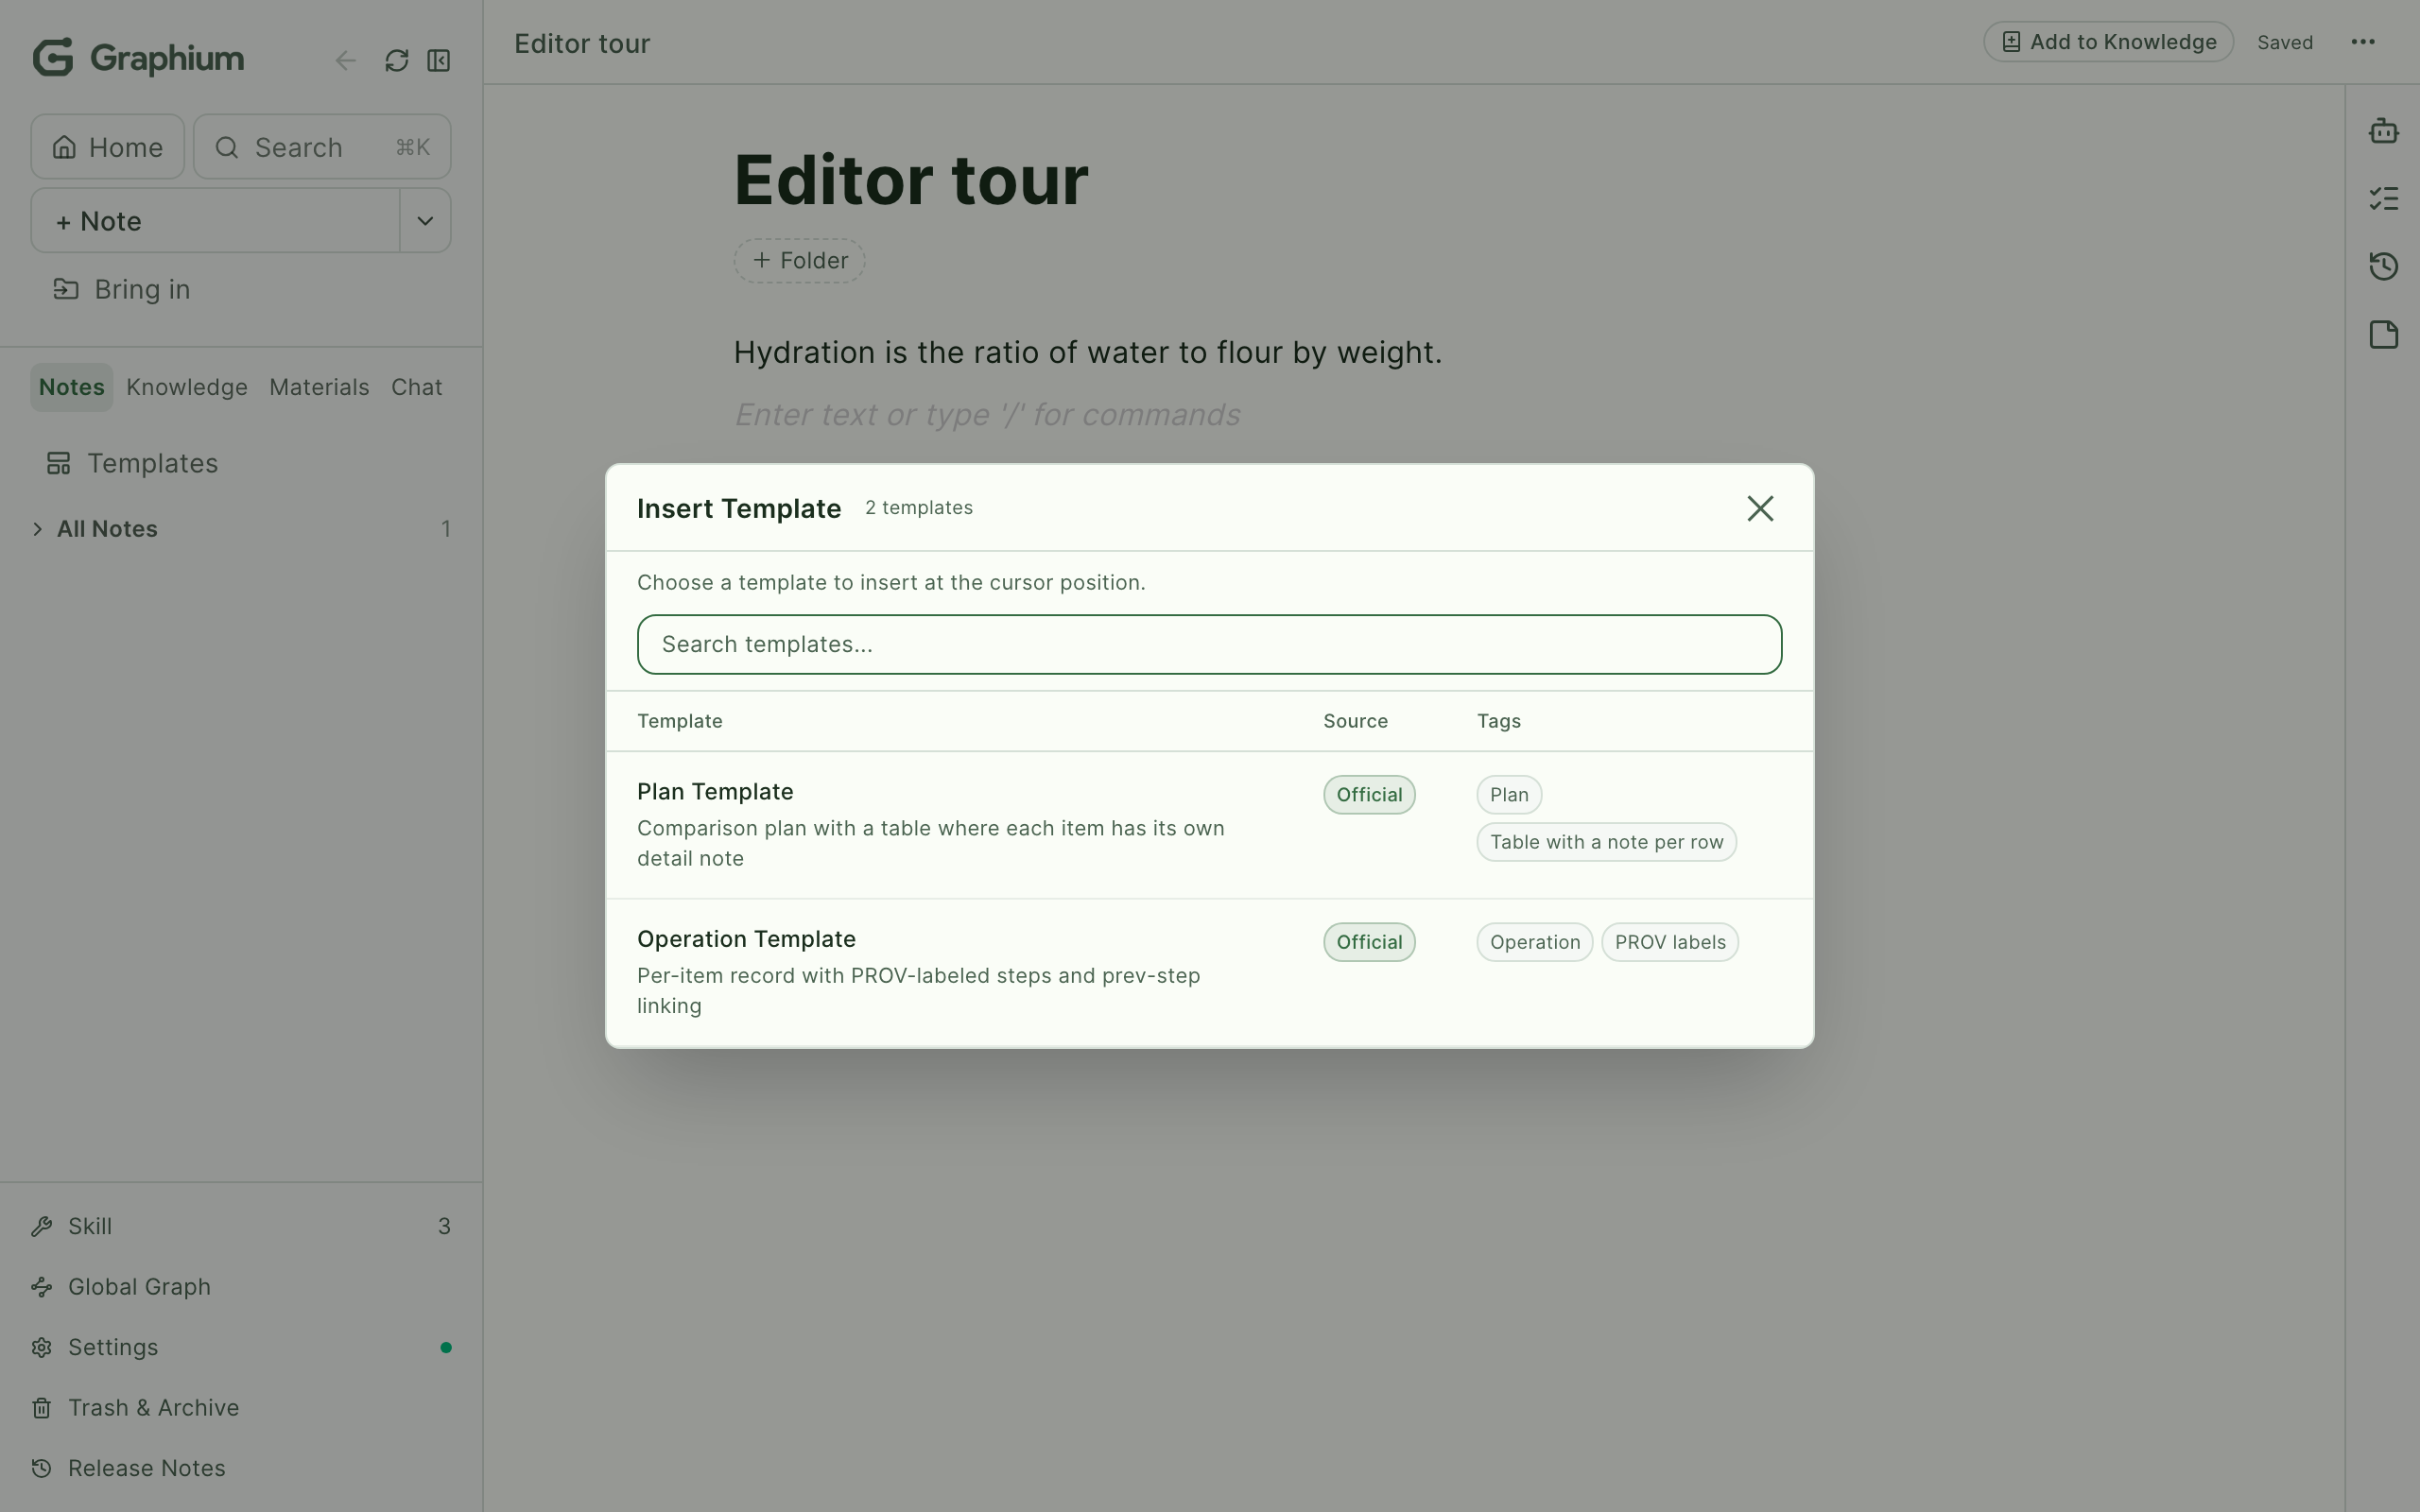 Graphium
Home
Search ⌘K
+ Note
Bring in
Notes Knowledge Materials Chat
Templates
All Notes 1
Skill 3
Global Graph
Settings
Trash & Archive
Release Notes
Editor tour
Add to Knowledge
Saved
Editor tour
+ Folder
Hydration is the ratio of water to flour by weight.
Enter text or type '/' for commands
Insert Template 2 templates
Choose a template to insert at the cursor position.
Search templates...
Template Source Tags
Plan Template
Comparison plan with a table where each item has its own
detail note
Official
Plan
Table with a note per row
Operation Template
Per-item record with PROV-labeled steps and prev-step
linking
Official
Operation PROV labels